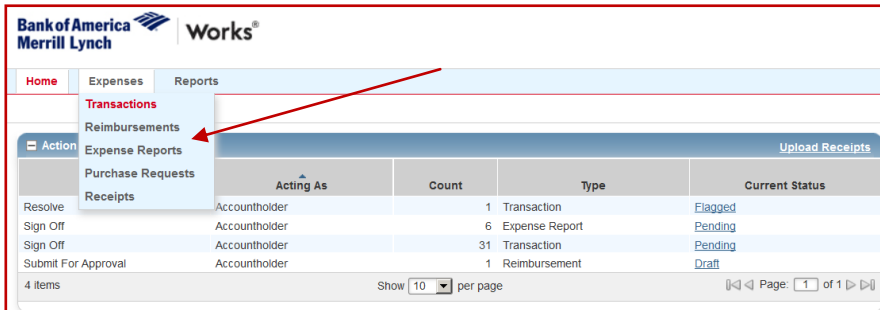 Bank of America Merrill Lynch Works®
Home Expenses Reports
Transactions
Reimbursements
Expense Reports
Purchase Requests
Receipts
Action Upload Receipts
Acting As Count Type Current Status
Resolve Accountholder 1 Transaction Flagged
Sign Off Accountholder 6 Expense Report Pending
Sign Off Accountholder 31 Transaction Pending
Submit For Approval Accountholder 1 Reimbursement Draft
4 items Show 10 per page Page: 1 of 1